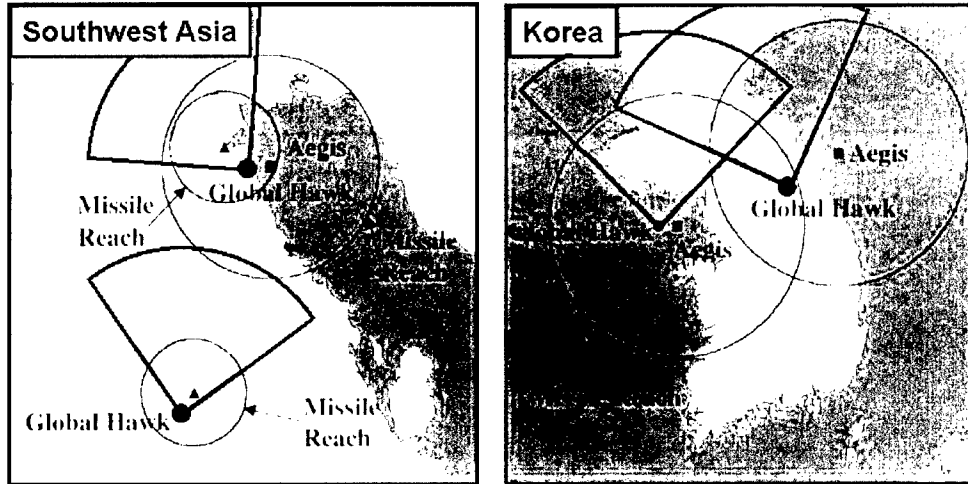 Southwest Asia
Aegis
Global Hawk
Missile
Reach
Missile
Reach
Global Hawk
Missile
Reach
Korea
Aegis
Global Hawk
Aegis